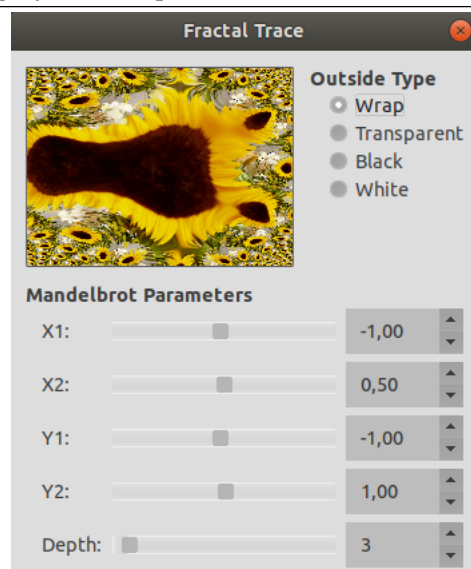 Fractal Trace
Outside Type
Wrap
Transparent
Black
White
Mandelbrot Parameters
X1: -1,00
X2: 0,50
Y1: -1,00
Y2: 1,00
Depth: 3